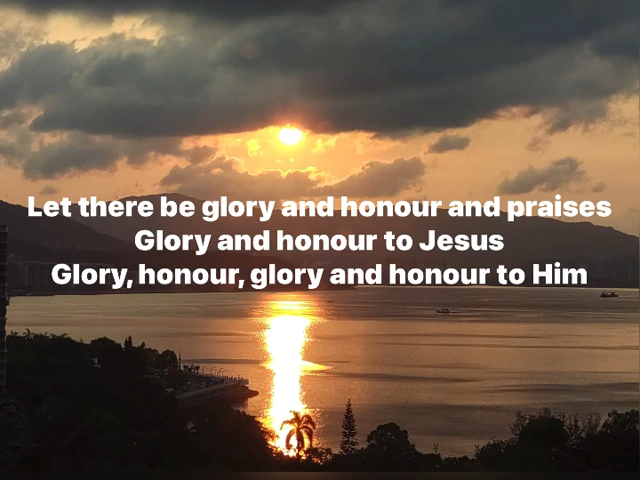 Let there be glory and honour and praises
Glory and honour to Jesus
Glory, honour, glory and honour to Him